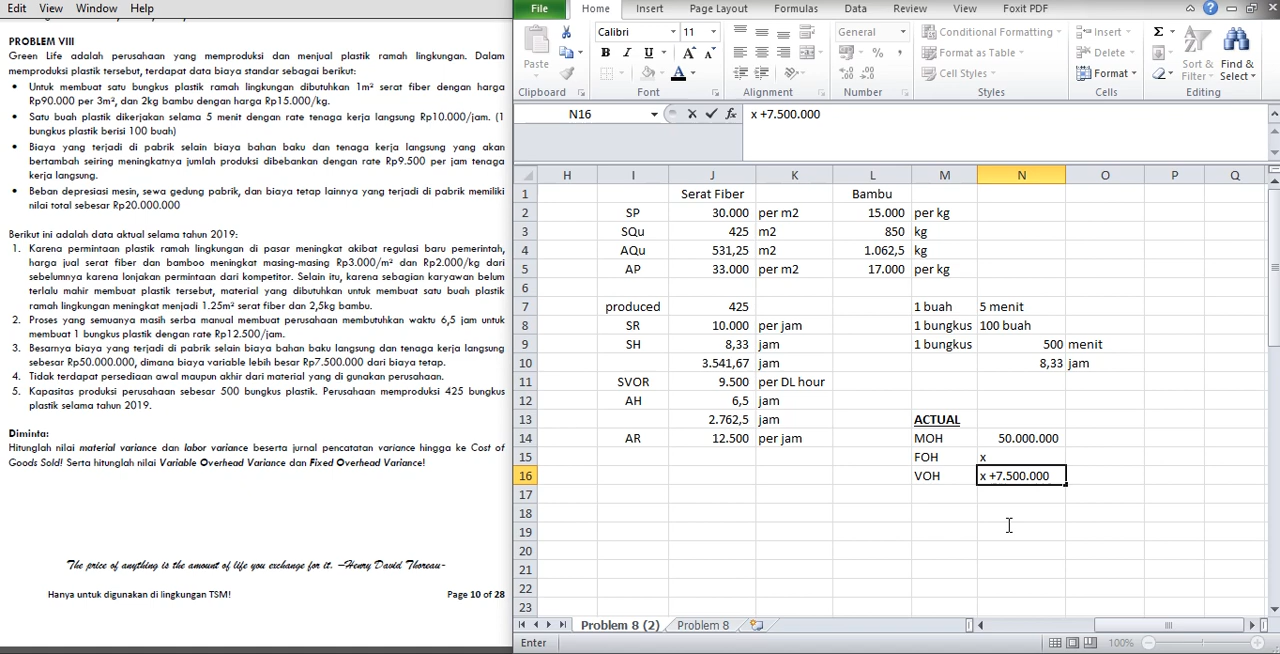 Edit View Window Help
PROBLEM VIII
Green Life adalah perusahaan yang memproduksi dan menjual plastik ramah lingkungan. Dalam
memproduksi plastik tersebut, terdapat data biaya standar sebagai berikut:
• Untuk membuat satu bungkus plastik ramah lingkungan dibutuhkan 1m² serat fiber dengan harga
Rp90.000 per 3m², dan 2kg bambu dengan harga Rp15.000/kg.
• Satu buah plastik dikerjakan selama 5 menit dengan rate tenaga kerja langsung Rp10.000/jam. (1
bungkus plastik berisi 100 buah)
• Biaya yang terjadi di pabrik selain biaya bahan baku dan tenaga kerja langsung yang akan
bertambah seiring meningkatnya jumlah produksi dibebankan dengan rate Rp9.500 per jam tenaga
kerja langsung.
• Beban depresiasi mesin, sewa gedung pabrik, dan biaya tetap lainnya yang terjadi di pabrik memiliki
nilai total sebesar Rp20.000.000
Berikut ini adalah data aktual selama tahun 2019:
1. Karena permintaan plastik ramah lingkungan di pasar meningkat akibat regulasi baru pemerintah,
harga jual serat fiber dan bamboo meningkat masing-masing Rp3.000/m² dan Rp2.000/kg dari
sebelumnya karena lonjakan permintaan dari kompetitor. Selain itu, karena sebagian karyawan belum
terlalu mahir membuat plastik tersebut, material yang dibutuhkan untuk membuat satu buah plastik
ramah lingkungan meningkat menjadi 1.25m² serat fiber dan 2,5kg bambu.
2. Proses yang semuanya masih serba manual membuat perusahaan membutuhkan waktu 6,5 jam untuk
membuat 1 bungkus plastik dengan rate Rp12.500/jam.
3. Besarnya biaya yang terjadi di pabrik selain biaya bahan baku langsung dan tenaga kerja langsung
sebesar Rp50.000.000, dimana biaya variable lebih besar Rp7.500.000 dari biaya tetap.
4. Tidak terdapat persediaan awal maupun akhir dari material yang di gunakan perusahaan.
5. Kapasitas produksi perusahaan sebesar 500 bungkus plastik. Perusahaan memproduksi 425 bungkus
plastik selama tahun 2019.
Diminta:
Hitunglah nilai material variance dan labor variance beserta jurnal pencatatan variance hingga ke Cost of
Goods Sold! Serta hitunglah nilai Variable Overhead Variance dan Fixed Overhead Variance!
The price of anything is the amount of life you exchange for it. –Henry David Thoreau-
Hanya untuk digunakan di lingkungan TSM! Page 10 of 28
File Home Insert Page Layout Formulas Data Review View Foxit PDF
Calibri 11 General Conditional Formatting Insert Σ
Paste B I U A Format as Table Delete Sort & Find &
Cell Styles Format Filter Select
Clipboard Font Alignment Number Styles Cells Editing
N16 fx x +7.500.000
H I J K L M N O P Q
1 Serat Fiber Bambu
2 SP 30.000 per m2 15.000 per kg
3 SQu 425 m2 850 kg
4 AQu 531,25 m2 1.062,5 kg
5 AP 33.000 per m2 17.000 per kg
6
7 produced 425 1 buah 5 menit
8 SR 10.000 per jam 1 bungkus 100 buah
9 SH 8,33 jam 1 bungkus 500 menit
10 3.541,67 jam 8,33 jam
11 SVOR 9.500 per DL hour
12 AH 6,5 jam
13 2.762,5 jam ACTUAL
14 AR 12.500 per jam MOH 50.000.000
15 FOH x
16 VOH x +7.500.000
17
18
19
20
21
22
23
Problem 8 (2) Problem 8
Enter 100%